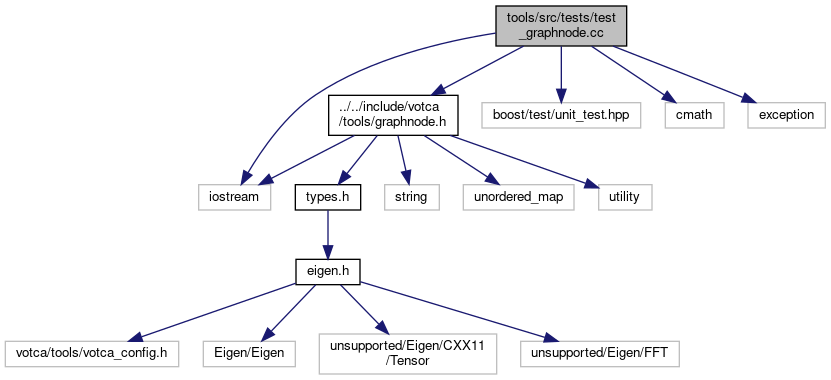 tools/src/tests/test
_graphnode.cc
../../include/votca
/tools/graphnode.h
boost/test/unit_test.hpp
cmath
exception
iostream
types.h
string
unordered_map
utility
eigen.h
votca/tools/votca_config.h
Eigen/Eigen
unsupported/Eigen/CXX11
/Tensor
unsupported/Eigen/FFT